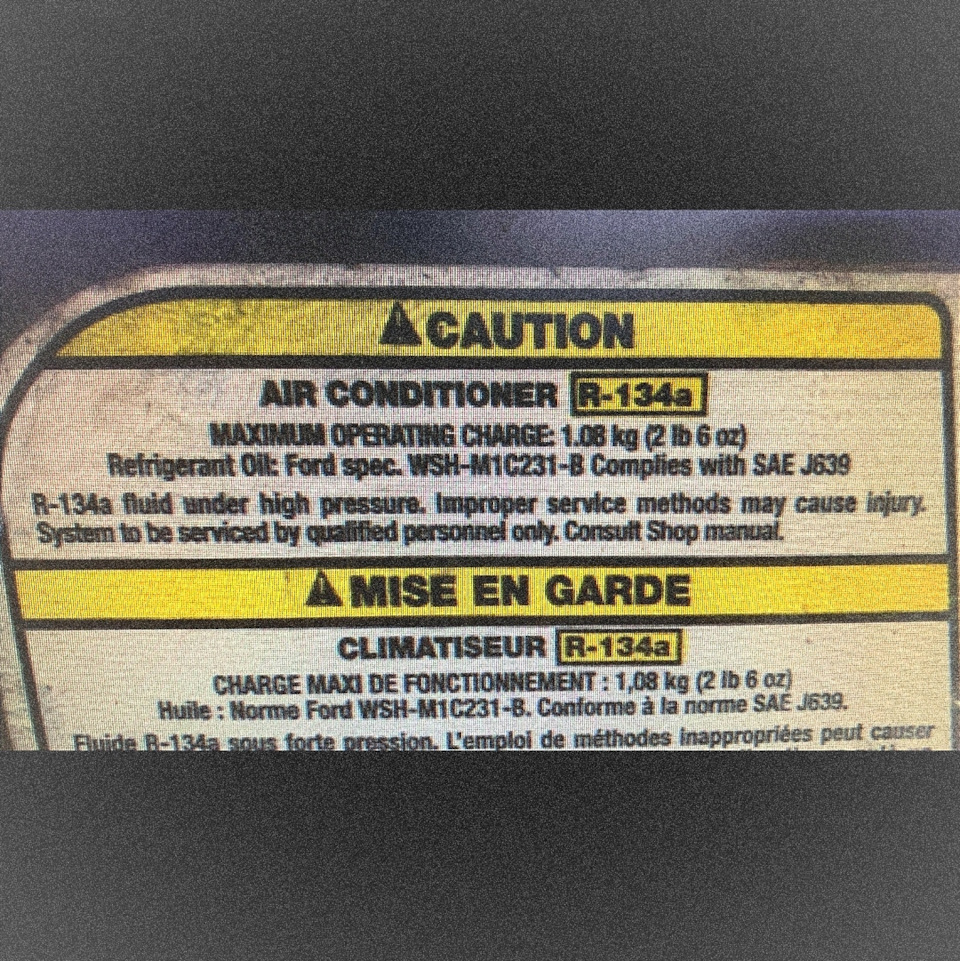 ⚠CAUTION
AIR CONDITIONER R-134a
MAXIMUM OPERATING CHARGE: 1.08 kg (2 lb 6 oz)
Refrigerant Oil: Ford spec. WSH-M1C231-B Complies with SAE J639
R-134a fluid under high pressure. Improper service methods may cause injury.
System to be serviced by qualified personnel only. Consult Shop manual.
⚠MISE EN GARDE
CLIMATISEUR R-134a
CHARGE MAXI DE FONCTIONNEMENT : 1,08 kg (2 lb 6 oz)
Huile : Norme Ford WSH-M1C231-B. Conforme à la norme SAE J639.
Fluide R-134a sous forte pression. L'emploi de méthodes inappropriées peut causer